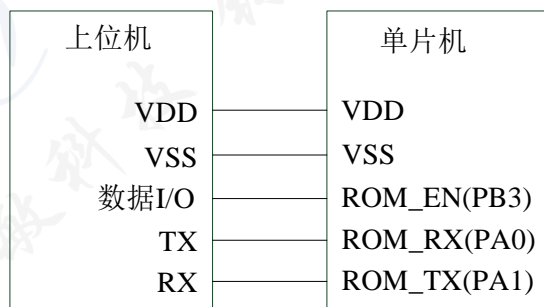 上位机
单片机
VDD
VDD
VSS
VSS
数据I/O
ROM_EN(PB3)
TX
ROM_RX(PA0)
RX
ROM_TX(PA1)